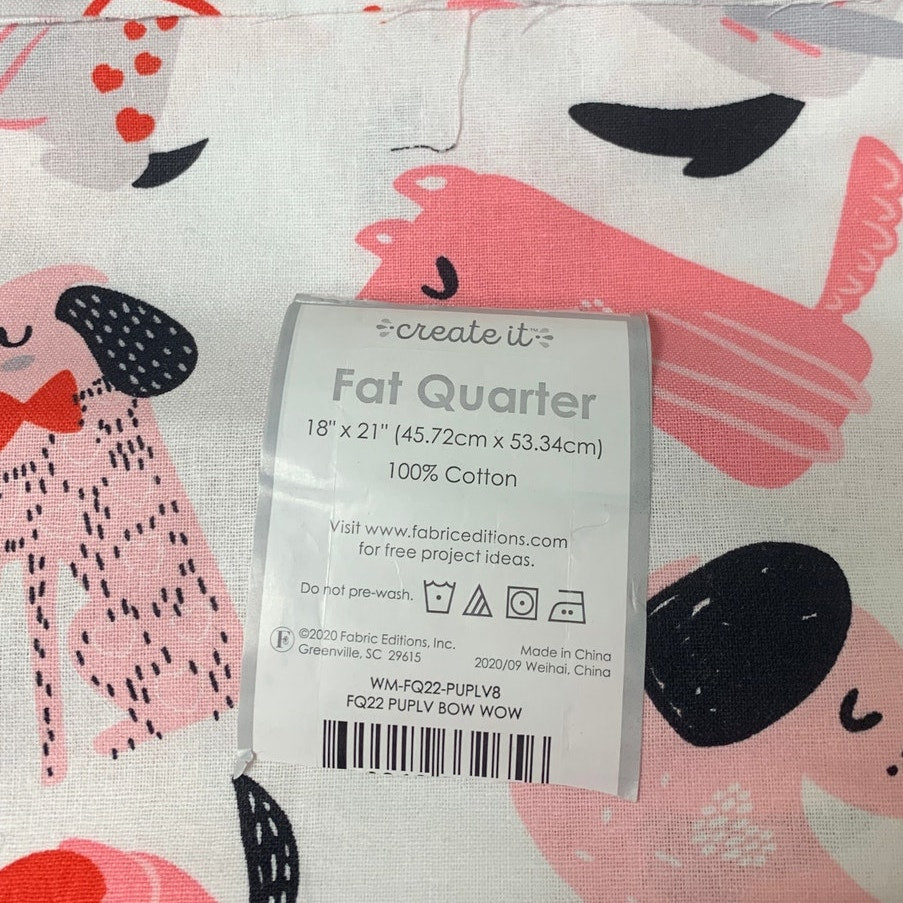 create it™
Fat Quarter
18" x 21" (45.72cm x 53.34cm)
100% Cotton
Visit www.fabriceditions.com
for free project ideas.
Do not pre-wash.
F ©2020 Fabric Editions, Inc.
Greenville, SC 29615
Made in China
2020/09 Weihai, China
WM-FQ22-PUPLV8
FQ22 PUPLV BOW WOW